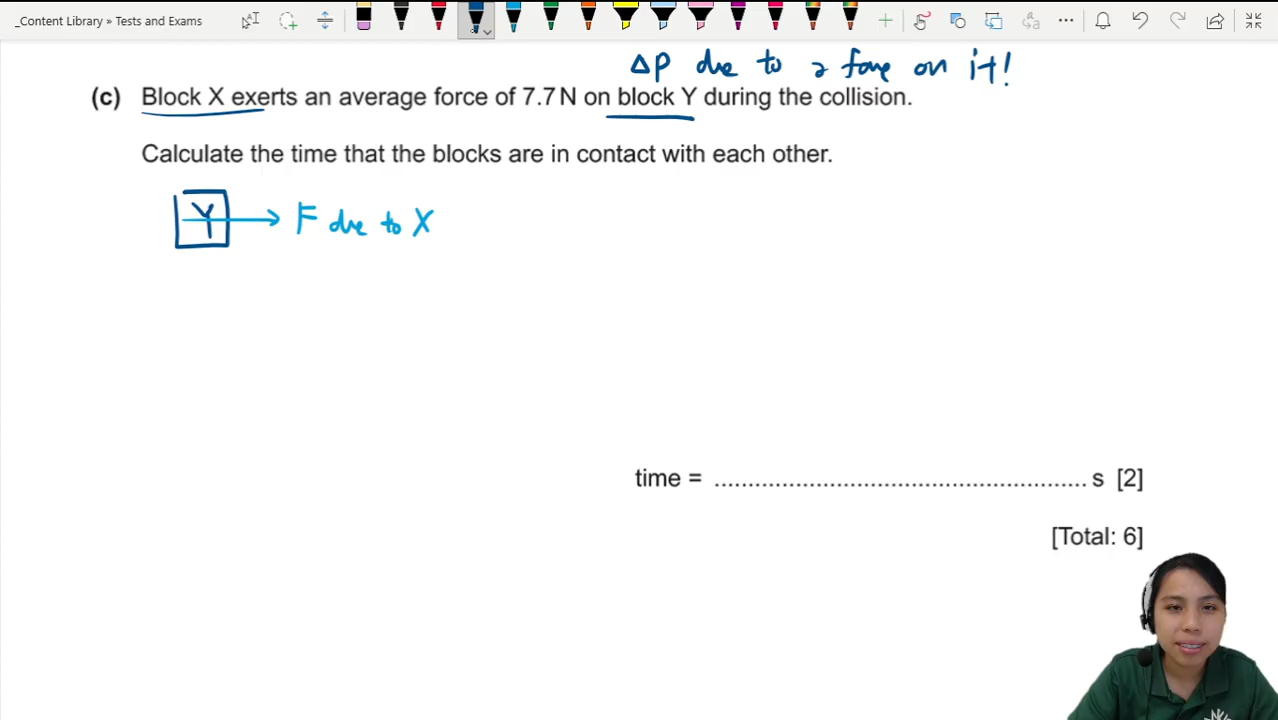 _Content Library » Tests and Exams
Δp due to a force on it!
(c) Block X exerts an average force of 7.7 N on block Y during the collision.
Calculate the time that the blocks are in contact with each other.
Y F due to X
time = ................................................... s [2]
[Total: 6]